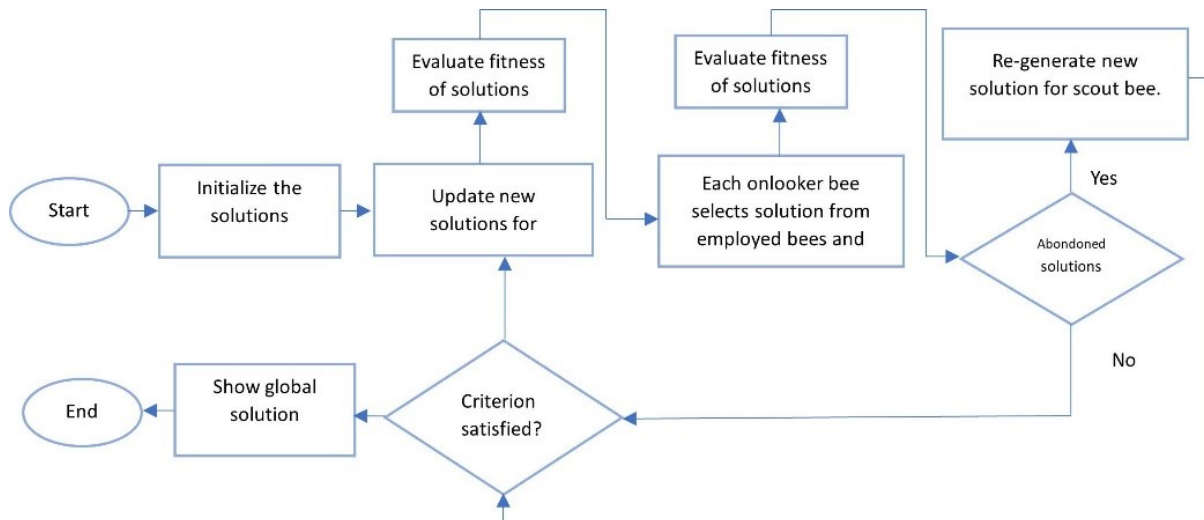 Start
Initialize the
solutions
Update new
solutions for
Evaluate fitness
of solutions
Each onlooker bee
selects solution from
employed bees and
Evaluate fitness
of solutions
Abondoned
solutions
Yes
Re-generate new
solution for scout bee.
No
Criterion
satisfied?
Show global
solution
End